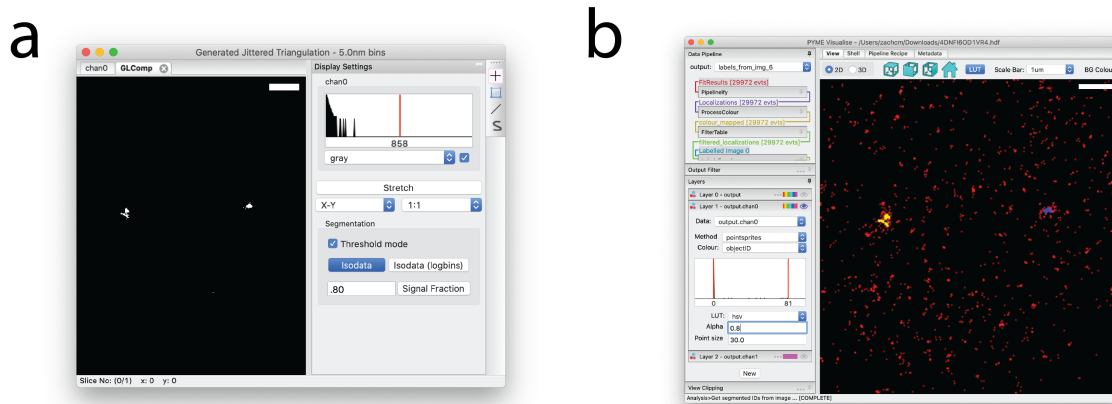 a
Generated Jittered Triangulation - 5.0nm bins
chan0 GLComp
Display Settings
chan0
858
gray
Stretch
X-Y 1:1
Segmentation
Threshold mode
Isodata Isodata (logbins)
.80 Signal Fraction
Slice No: (0/1) x: 0 y: 0
b
PYME Visualise - /Users/zachcm/Downloads/4DNFI6OD1VR4.hdf
Data Pipeline
output: labels_from_img_6
FitResults [29972 evts]
Pipelineify
Localizations [29972 evts]
ProcessColour
colour_mapped [29972 evts]
FilterTable
filtered_localizations [29972 evts]
Labelled Image 0
Output Filter
Layers
Layer 0 - output
Layer 1 - output.chan0
Data: output.chan0
Method pointsprites
Colour: objectID
0 81
LUT: hsv
Alpha 0.8
Point size 30.0
Layer 2 - output.chan1
New
View Clipping
Analysis>Get segmented IDs from image ... [COMPLETE]
View Shell Pipeline Recipe Metadata
2D 3D LUT Scale Bar: 1um BG Colou